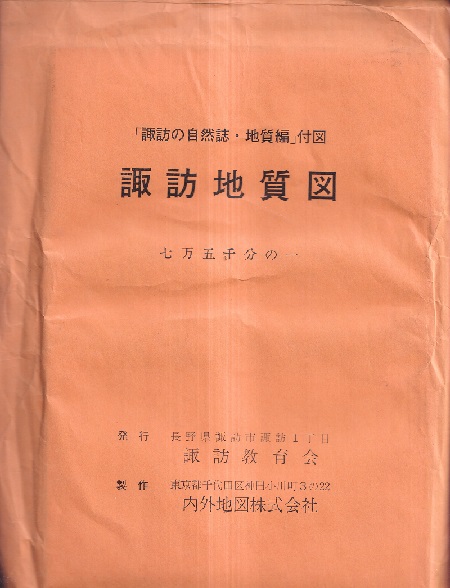 「諏訪の自然誌・地質編」付図
諏訪地質図
七万五千分の一
発行 長野県諏訪市諏訪1丁目
諏訪教育会
製作 東京都千代田区神田小川町3の22
内外地図株式会社